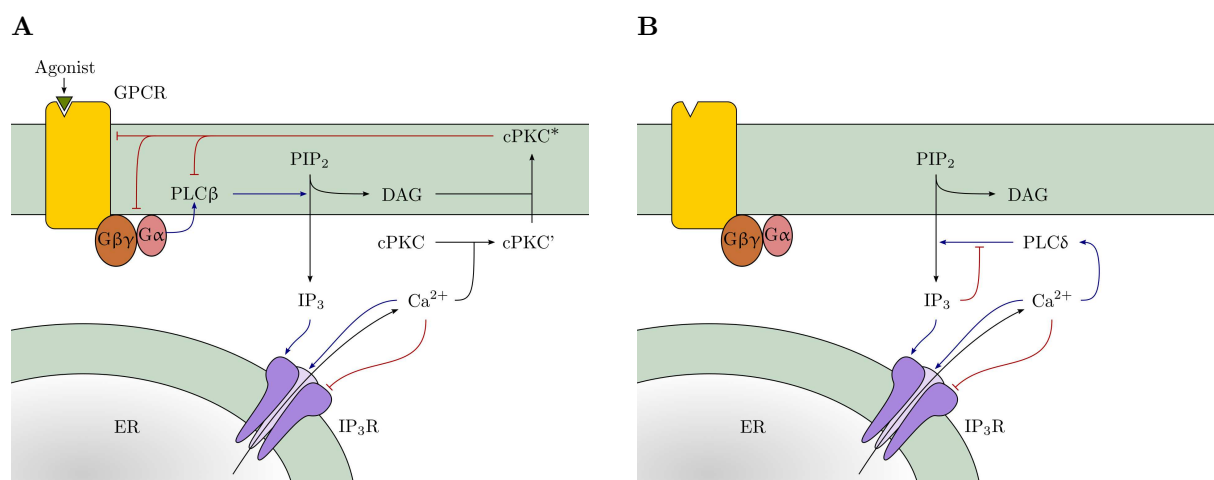 A
Agonist
GPCR
cPKC*
PIP₂
PLCβ
DAG
Gβγ
Gα
cPKC
cPKC’
IP₃
Ca²⁺
ER
IP₃R
B
PIP₂
DAG
Gβγ
Gα
PLCδ
IP₃
Ca²⁺
ER
IP₃R